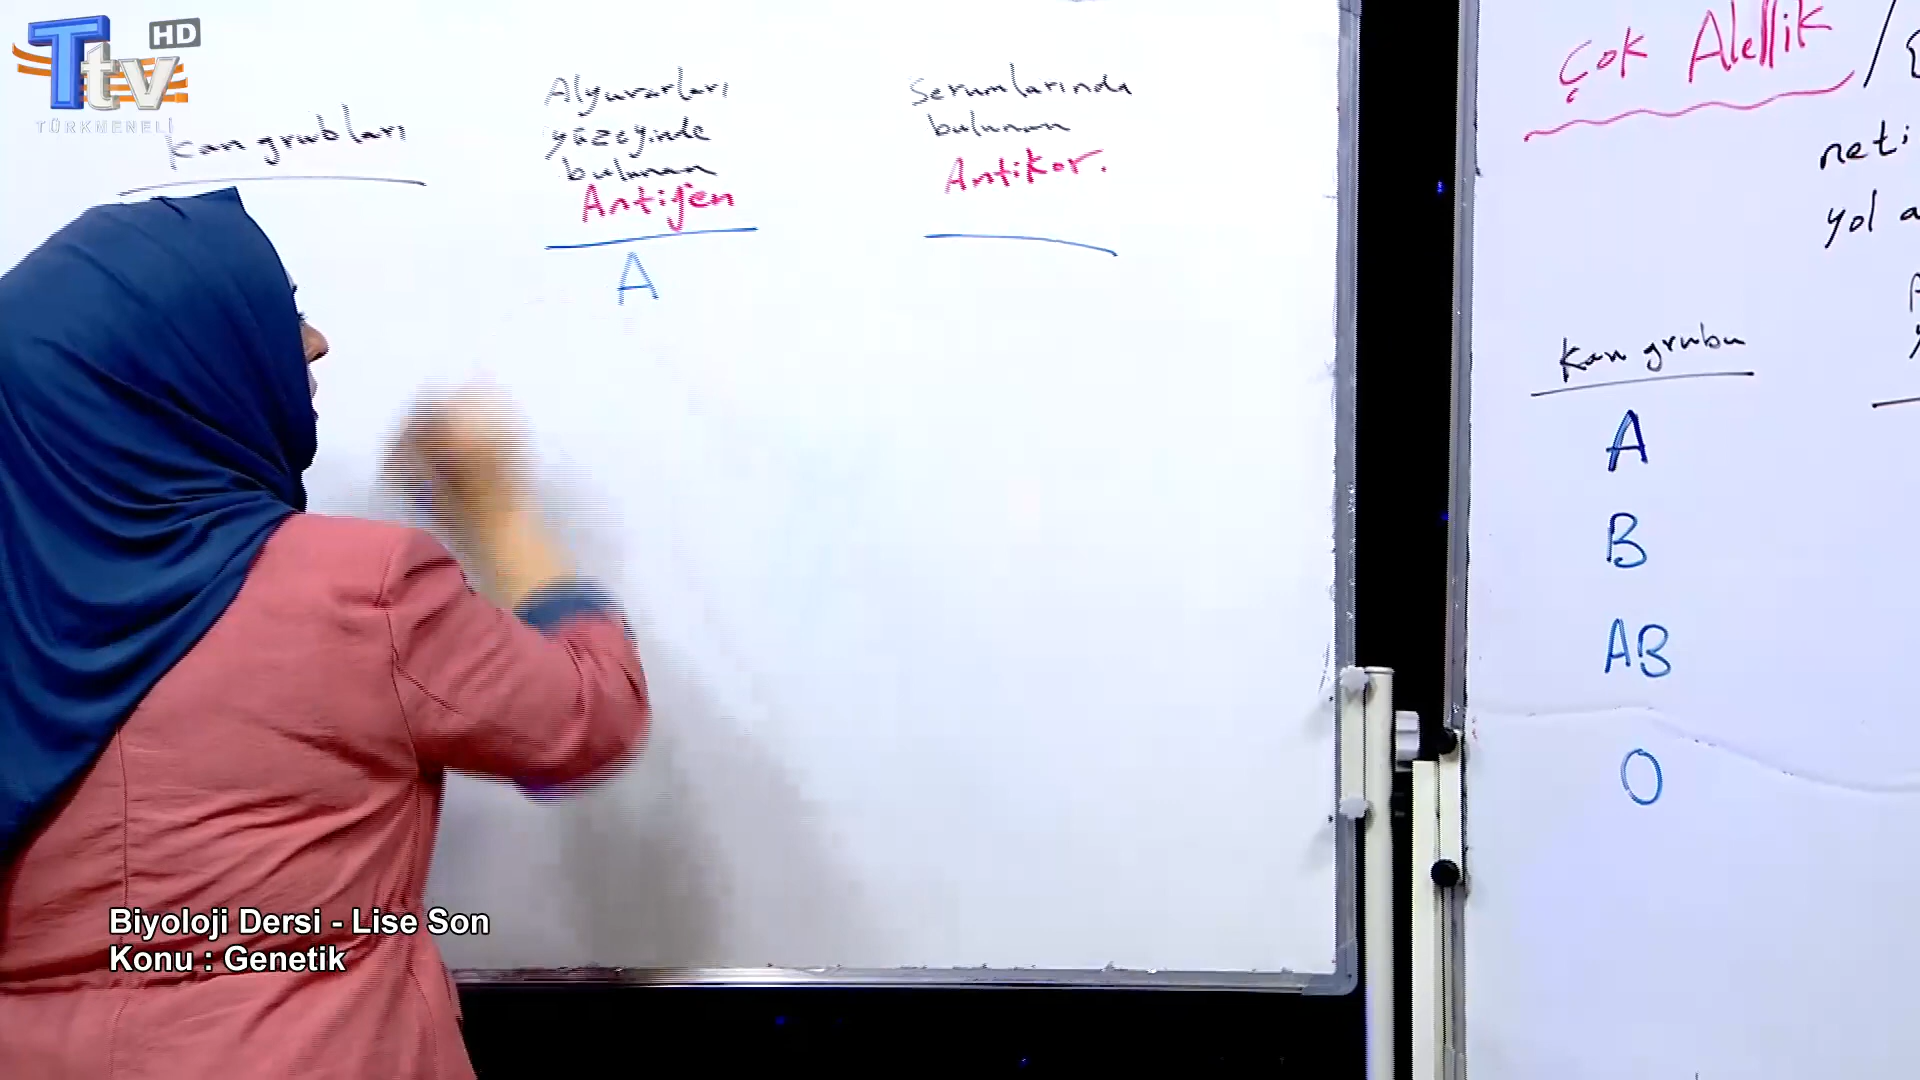 Ttv HD
TÜRKMENELİ
kan grubları
Alyuvarları
yüzeyinde
bulunan
Antijen
A
Serumlarında
bulunan
Antikor.
Çok Alellik /
neti
yol a
Kan grubu
A
B
AB
O
Biyoloji Dersi - Lise Son
Konu : Genetik